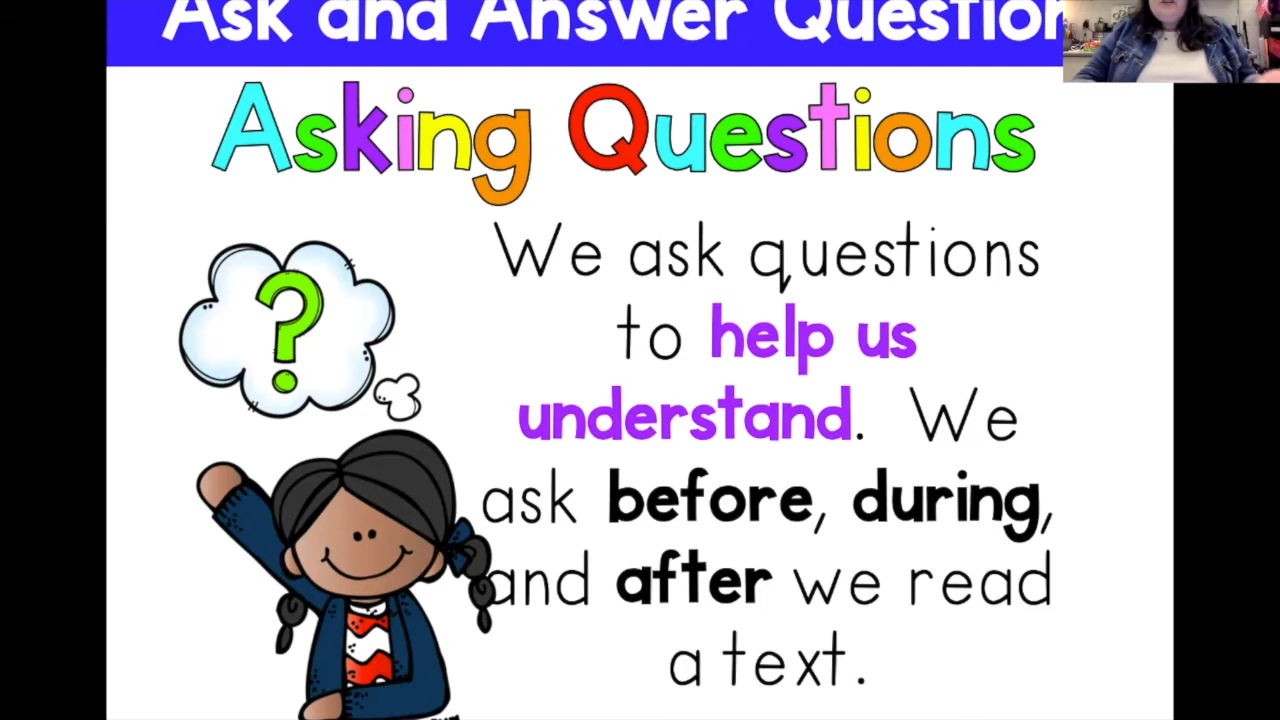 Ask and Answer Question
Asking Questions
We ask questions
to help us
understand. We
ask before, during,
and after we read
a text.